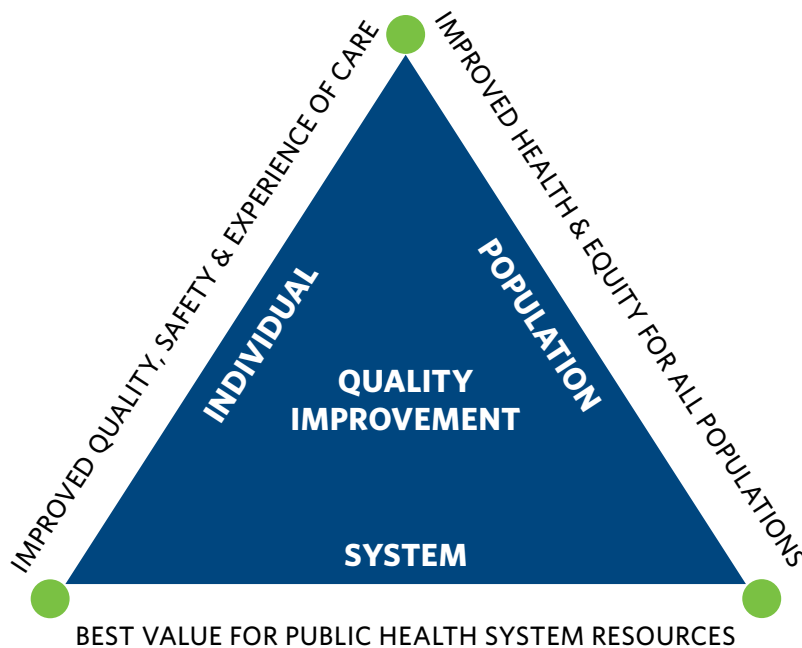 IMPROVED QUALITY, SAFETY & EXPERIENCE OF CARE
IMPROVED HEALTH & EQUITY FOR ALL POPULATIONS
INDIVIDUAL
POPULATION
QUALITY
IMPROVEMENT
SYSTEM
BEST VALUE FOR PUBLIC HEALTH SYSTEM RESOURCES